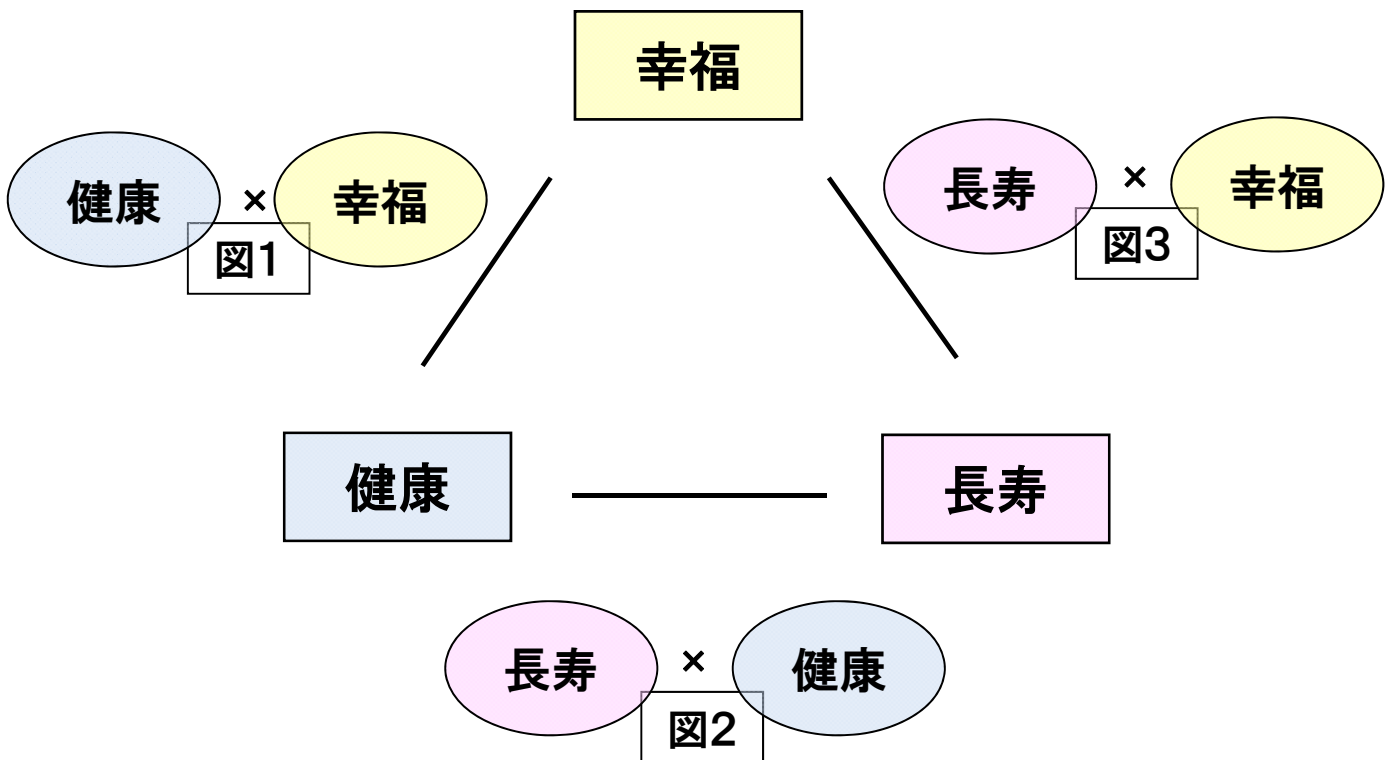 幸福
健康 × 幸福
図1
長寿 × 幸福
図3
健康
長寿
長寿 × 健康
図2